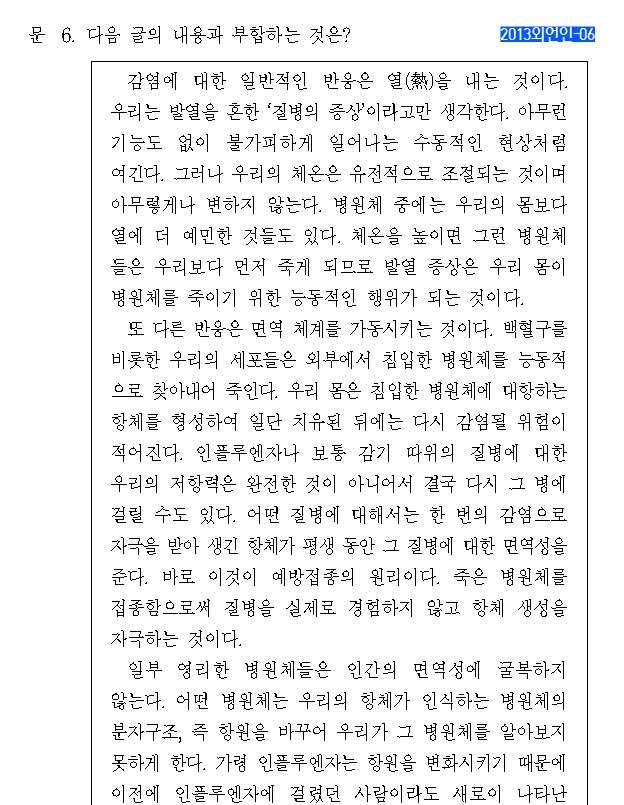 문 6. 다음 글의 내용과 부합하는 것은?
2013외언인-06
감염에 대한 일반적인 반응은 열(熱)을 내는 것이다.
우리는 발열을 흔한 ‘질병의 증상’이라고만 생각한다. 아무런
기능도 없이 불가피하게 일어나는 수동적인 현상처럼
여긴다. 그러나 우리의 체온은 유전적으로 조절되는 것이며
아무렇게나 변하지 않는다. 병원체 중에는 우리의 몸보다
열에 더 예민한 것들도 있다. 체온을 높이면 그런 병원체
들은 우리보다 먼저 죽게 되므로 발열 증상은 우리 몸이
병원체를 죽이기 위한 능동적인 행위가 되는 것이다.
또 다른 반응은 면역 체계를 가동시키는 것이다. 백혈구를
비롯한 우리의 세포들은 외부에서 침입한 병원체를 능동적
으로 찾아내어 죽인다. 우리 몸은 침입한 병원체에 대항하는
항체를 형성하여 일단 치유된 뒤에는 다시 감염될 위험이
적어진다. 인플루엔자나 보통 감기 따위의 질병에 대한
우리의 저항력은 완전한 것이 아니어서 결국 다시 그 병에
걸릴 수도 있다. 어떤 질병에 대해서는 한 번의 감염으로
자극을 받아 생긴 항체가 평생 동안 그 질병에 대한 면역성을
준다. 바로 이것이 예방접종의 원리이다. 죽은 병원체를
접종함으로써 질병을 실제로 경험하지 않고 항체 생성을
자극하는 것이다.
일부 영리한 병원체들은 인간의 면역성에 굴복하지
않는다. 어떤 병원체는 우리의 항체가 인식하는 병원체의
분자구조, 즉 항원을 바꾸어 우리가 그 병원체를 알아보지
못하게 한다. 가령 인플루엔자는 항원을 변화시키기 때문에
이전에 인플루엔자에 걸렸던 사람이라도 새로이 나타난